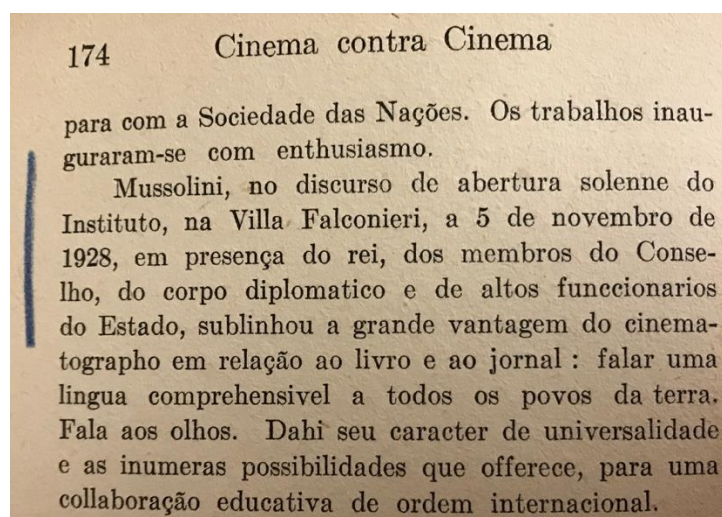 174 Cinema contra Cinema
para com a Sociedade das Nações. Os trabalhos inau-
guraram-se com enthusiasmo.
Mussolini, no discurso de abertura solenne do
Instituto, na Villa Falconieri, a 5 de novembro de
1928, em presença do rei, dos membros do Conse-
lho, do corpo diplomatico e de altos funccionarios
do Estado, sublinhou a grande vantagem do cinema-
tographo em relação ao livro e ao jornal : falar uma
lingua comprehensivel a todos os povos da terra.
Fala aos olhos. Dahi seu caracter de universalidade
e as inumeras possibilidades que offerece, para uma
collaboração educativa de ordem internacional.